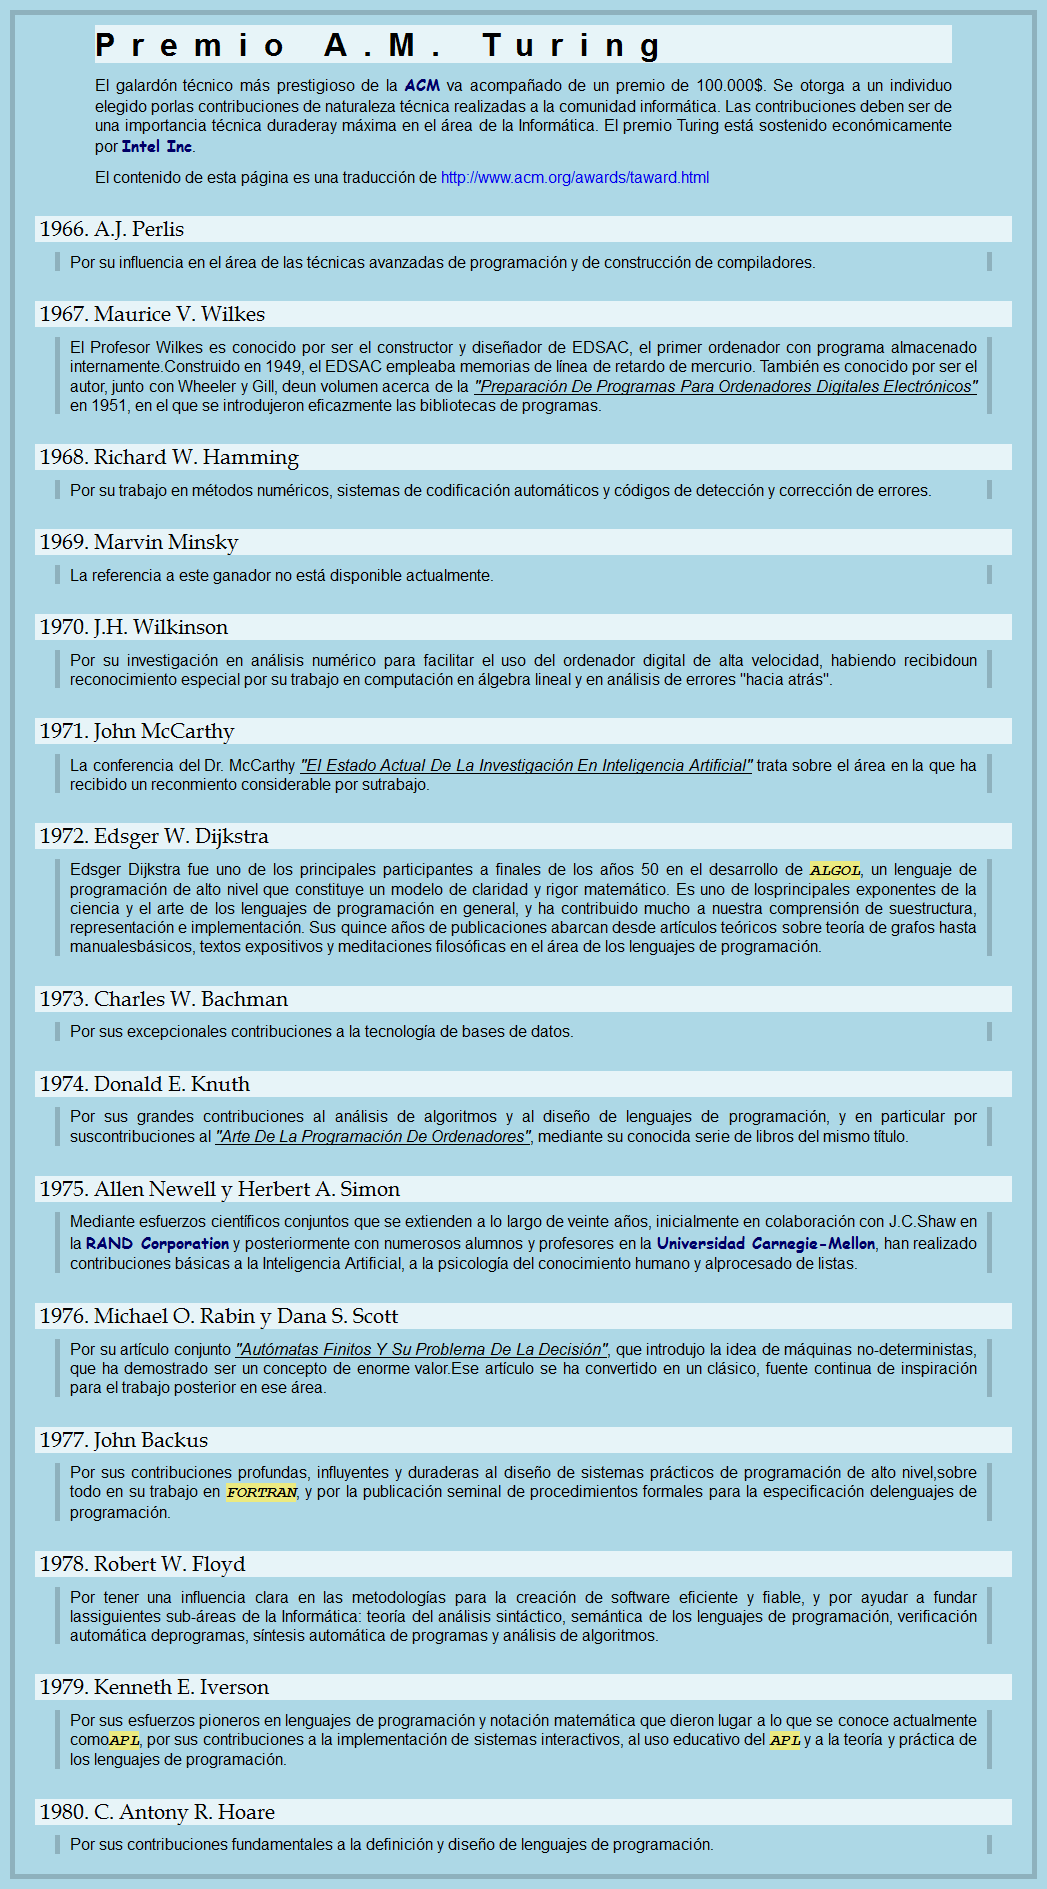 Premio A.M. Turing
El galardón técnico más prestigioso de la ACM va acompañado de un premio de 100.000$. Se otorga a un individuo
elegido porlas contribuciones de naturaleza técnica realizadas a la comunidad informática. Las contribuciones deben ser de
una importancia técnica duraderay máxima en el área de la Informática. El premio Turing está sostenido económicamente
por Intel Inc.
El contenido de esta página es una traducción de http://www.acm.org/awards/taward.html
1966. A.J. Perlis
Por su influencia en el área de las técnicas avanzadas de programación y de construcción de compiladores.
1967. Maurice V. Wilkes
El Profesor Wilkes es conocido por ser el constructor y diseñador de EDSAC, el primer ordenador con programa almacenado
internamente.Construido en 1949, el EDSAC empleaba memorias de línea de retardo de mercurio. También es conocido por ser el
autor, junto con Wheeler y Gill, deun volumen acerca de la "Preparación De Programas Para Ordenadores Digitales Electrónicos"
en 1951, en el que se introdujeron eficazmente las bibliotecas de programas.
1968. Richard W. Hamming
Por su trabajo en métodos numéricos, sistemas de codificación automáticos y códigos de detección y corrección de errores.
1969. Marvin Minsky
La referencia a este ganador no está disponible actualmente.
1970. J.H. Wilkinson
Por su investigación en análisis numérico para facilitar el uso del ordenador digital de alta velocidad, habiendo recibidoun
reconocimiento especial por su trabajo en computación en álgebra lineal y en análisis de errores "hacia atrás".
1971. John McCarthy
La conferencia del Dr. McCarthy "El Estado Actual De La Investigación En Inteligencia Artificial" trata sobre el área en la que ha
recibido un reconmiento considerable por sutrabajo.
1972. Edsger W. Dijkstra
Edsger Dijkstra fue uno de los principales participantes a finales de los años 50 en el desarrollo de ALGOL, un lenguaje de
programación de alto nivel que constituye un modelo de claridad y rigor matemático. Es uno de losprincipales exponentes de la
ciencia y el arte de los lenguajes de programación en general, y ha contribuido mucho a nuestra comprensión de suestructura,
representación e implementación. Sus quince años de publicaciones abarcan desde artículos teóricos sobre teoría de grafos hasta
manualesbásicos, textos expositivos y meditaciones filosóficas en el área de los lenguajes de programación.
1973. Charles W. Bachman
Por sus excepcionales contribuciones a la tecnología de bases de datos.
1974. Donald E. Knuth
Por sus grandes contribuciones al análisis de algoritmos y al diseño de lenguajes de programación, y en particular por
suscontribuciones al "Arte De La Programación De Ordenadores", mediante su conocida serie de libros del mismo título.
1975. Allen Newell y Herbert A. Simon
Mediante esfuerzos científicos conjuntos que se extienden a lo largo de veinte años, inicialmente en colaboración con J.C.Shaw en
la RAND Corporation y posteriormente con numerosos alumnos y profesores en la Universidad Carnegie-Mellon, han realizado
contribuciones básicas a la Inteligencia Artificial, a la psicología del conocimiento humano y alprocesado de listas.
1976. Michael O. Rabin y Dana S. Scott
Por su artículo conjunto "Autómatas Finitos Y Su Problema De La Decisión", que introdujo la idea de máquinas no-deterministas,
que ha demostrado ser un concepto de enorme valor.Ese artículo se ha convertido en un clásico, fuente continua de inspiración
para el trabajo posterior en ese área.
1977. John Backus
Por sus contribuciones profundas, influyentes y duraderas al diseño de sistemas prácticos de programación de alto nivel,sobre
todo en su trabajo en FORTRAN, y por la publicación seminal de procedimientos formales para la especificación delenguajes de
programación.
1978. Robert W. Floyd
Por tener una influencia clara en las metodologías para la creación de software eficiente y fiable, y por ayudar a fundar
lassiguientes sub-áreas de la Informática: teoría del análisis sintáctico, semántica de los lenguajes de programación, verificación
automática deprogramas, síntesis automática de programas y análisis de algoritmos.
1979. Kenneth E. Iverson
Por sus esfuerzos pioneros en lenguajes de programación y notación matemática que dieron lugar a lo que se conoce actualmente
comoAPL, por sus contribuciones a la implementación de sistemas interactivos, al uso educativo del APL y a la teoría y práctica de
los lenguajes de programación.
1980. C. Antony R. Hoare
Por sus contribuciones fundamentales a la definición y diseño de lenguajes de programación.